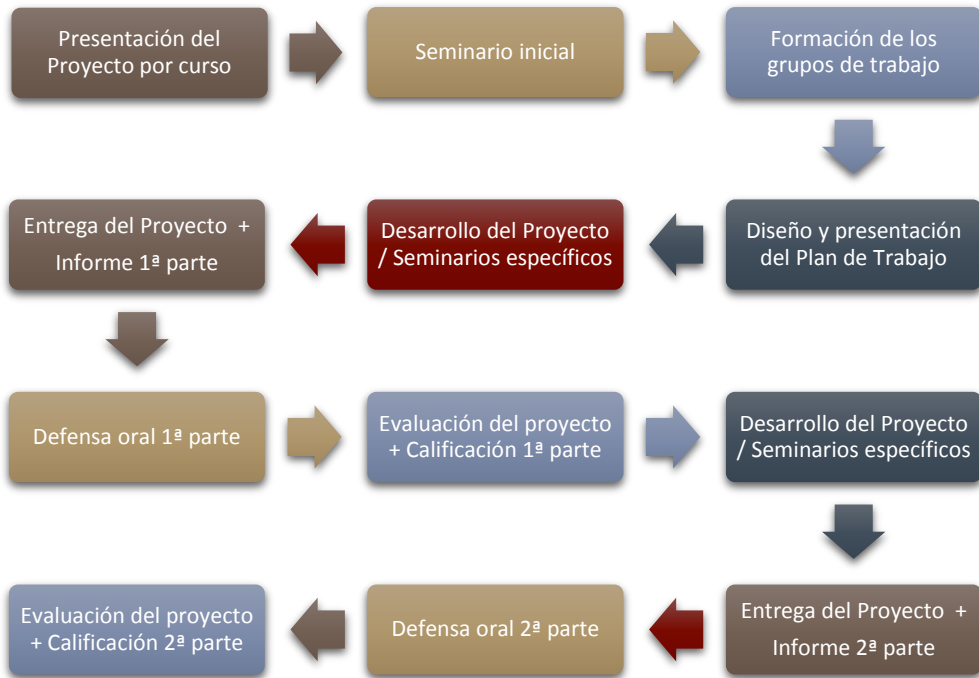 Presentación del
Proyecto por curso
Seminario inicial
Formación de los
grupos de trabajo
Diseño y presentación
del Plan de Trabajo
Desarrollo del Proyecto
/ Seminarios específicos
Entrega del Proyecto +
Informe 1ª parte
Defensa oral 1ª parte
Evaluación del proyecto
+ Calificación 1ª parte
Desarrollo del Proyecto
/ Seminarios específicos
Entrega del Proyecto +
Informe 2ª parte
Defensa oral 2ª parte
Evaluación del proyecto
+ Calificación 2ª parte